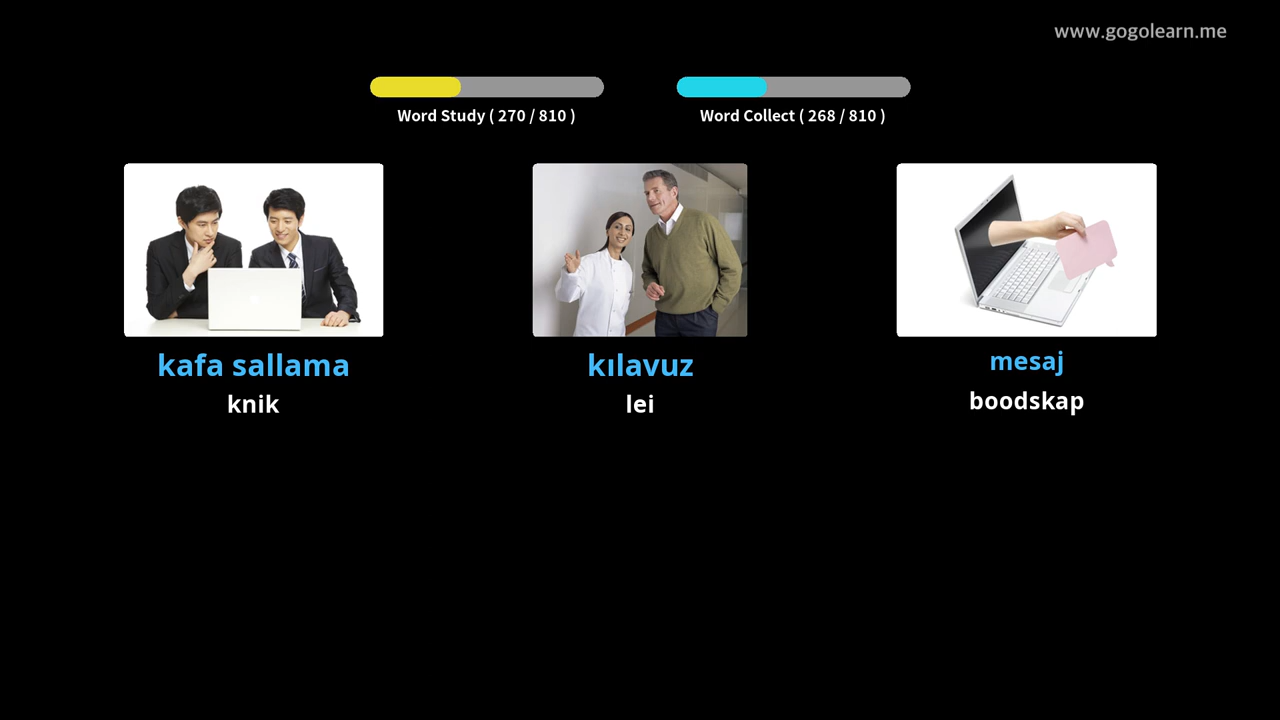 www.gogolearn.me
Word Study ( 270 / 810 )
Word Collect ( 268 / 810 )
kafa sallama
knik
kılavuz
lei
mesaj
boodskap